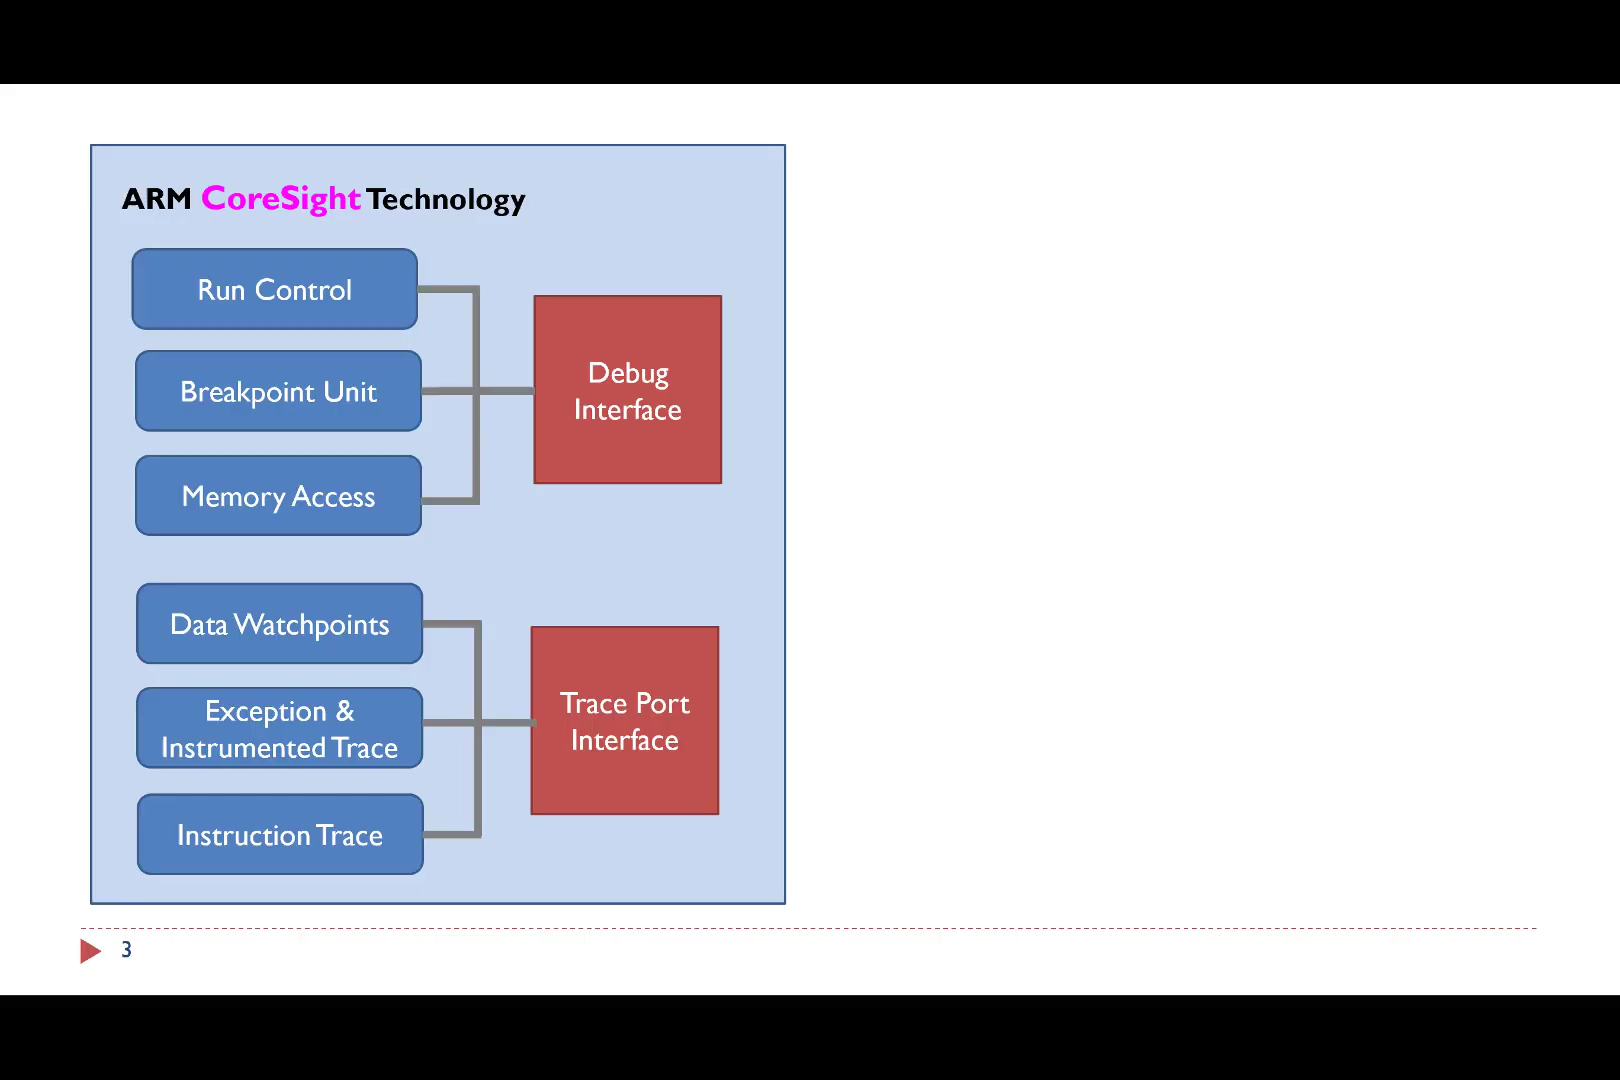 ARM CoreSight Technology
Run Control
Breakpoint Unit
Memory Access
Debug
Interface
Data Watchpoints
Exception &
Instrumented Trace
Instruction Trace
Trace Port
Interface
3